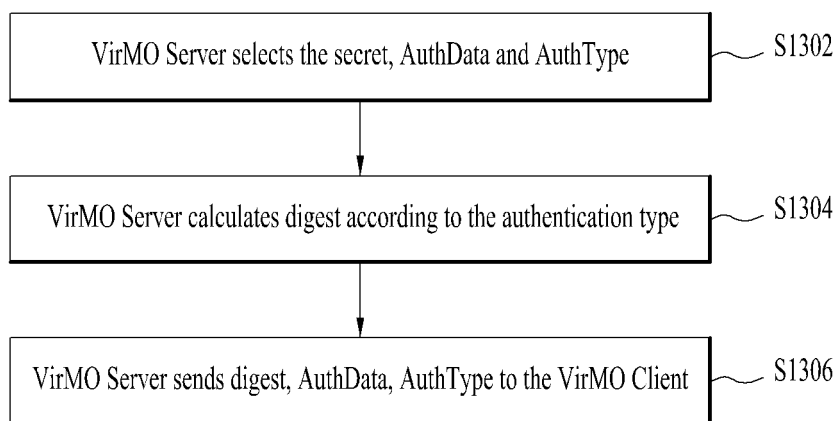 VirMO Server selects the secret, AuthData and AuthType
S1302
VirMO Server calculates digest according to the authentication type
S1304
VirMO Server sends digest, AuthData, AuthType to the VirMO Client
S1306